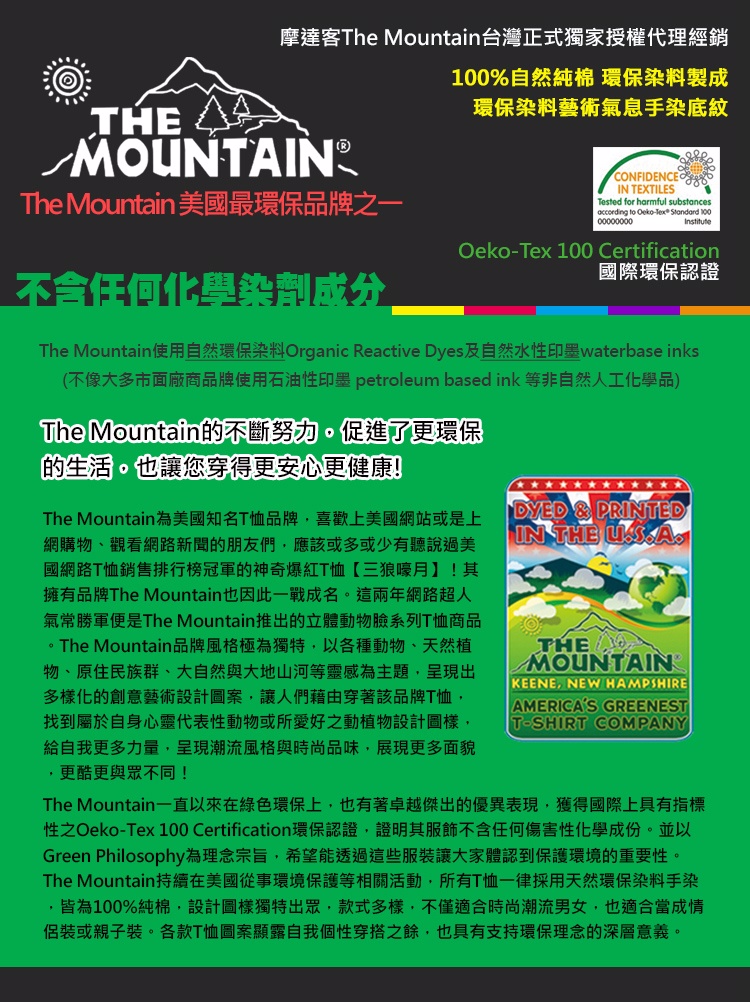 摩達客The Mountain台灣正式獨家授權代理經銷
100%自然純棉 環保染料製成
環保染料藝術氣息手染底紋
THE
MOUNTAIN®
The Mountain 美國最環保品牌之一
CONFIDENCE
IN TEXTILES
Tested for harmful substances
according to Oeko-Tex® Standard 100
00000000 Institute
Oeko-Tex 100 Certification
國際環保認證
不含任何化學染劑成分
The Mountain使用自然環保染料Organic Reactive Dyes及自然水性印墨waterbase inks
(不像大多市面廠商品牌使用石油性印墨 petroleum based ink 等非自然人工化學品)
The Mountain的不斷努力，促進了更環保
的生活，也讓您穿得更安心更健康!
The Mountain為美國知名T恤品牌，喜歡上美國網站或是上
網購物、觀看網路新聞的朋友們，應該或多或少有聽說過美
國網路T恤銷售排行榜冠軍的神奇爆紅T恤【三狼嚎月】！其
擁有品牌The Mountain也因此一戰成名。這兩年網路超人
氣常勝軍便是The Mountain推出的立體動物臉系列T恤商品
。The Mountain品牌風格極為獨特，以各種動物、天然植
物、原住民族群、大自然與大地山河等靈感為主題，呈現出
多樣化的創意藝術設計圖案，讓人們藉由穿著該品牌T恤，
找到屬於自身心靈代表性動物或所愛好之動植物設計圖樣，
給自我更多力量，呈現潮流風格與時尚品味，展現更多面貌
，更酷更與眾不同！
DYED & PRINTED
IN THE U.S.A.
THE
MOUNTAIN®
KEENE, NEW HAMPSHIRE
AMERICA'S GREENEST
T-SHIRT COMPANY
The Mountain一直以來在綠色環保上，也有著卓越傑出的優異表現，獲得國際上具有指標
性之Oeko-Tex 100 Certification環保認證，證明其服飾不含任何傷害性化學成份。並以
Green Philosophy為理念宗旨，希望能透過這些服裝讓大家體認到保護環境的重要性。
The Mountain持續在美國從事環境保護等相關活動，所有T恤一律採用天然環保染料手染
，皆為100%純棉，設計圖樣獨特出眾，款式多樣，不僅適合時尚潮流男女，也適合當成情
侶裝或親子裝。各款T恤圖案顯露自我個性穿搭之餘，也具有支持環保理念的深層意義。